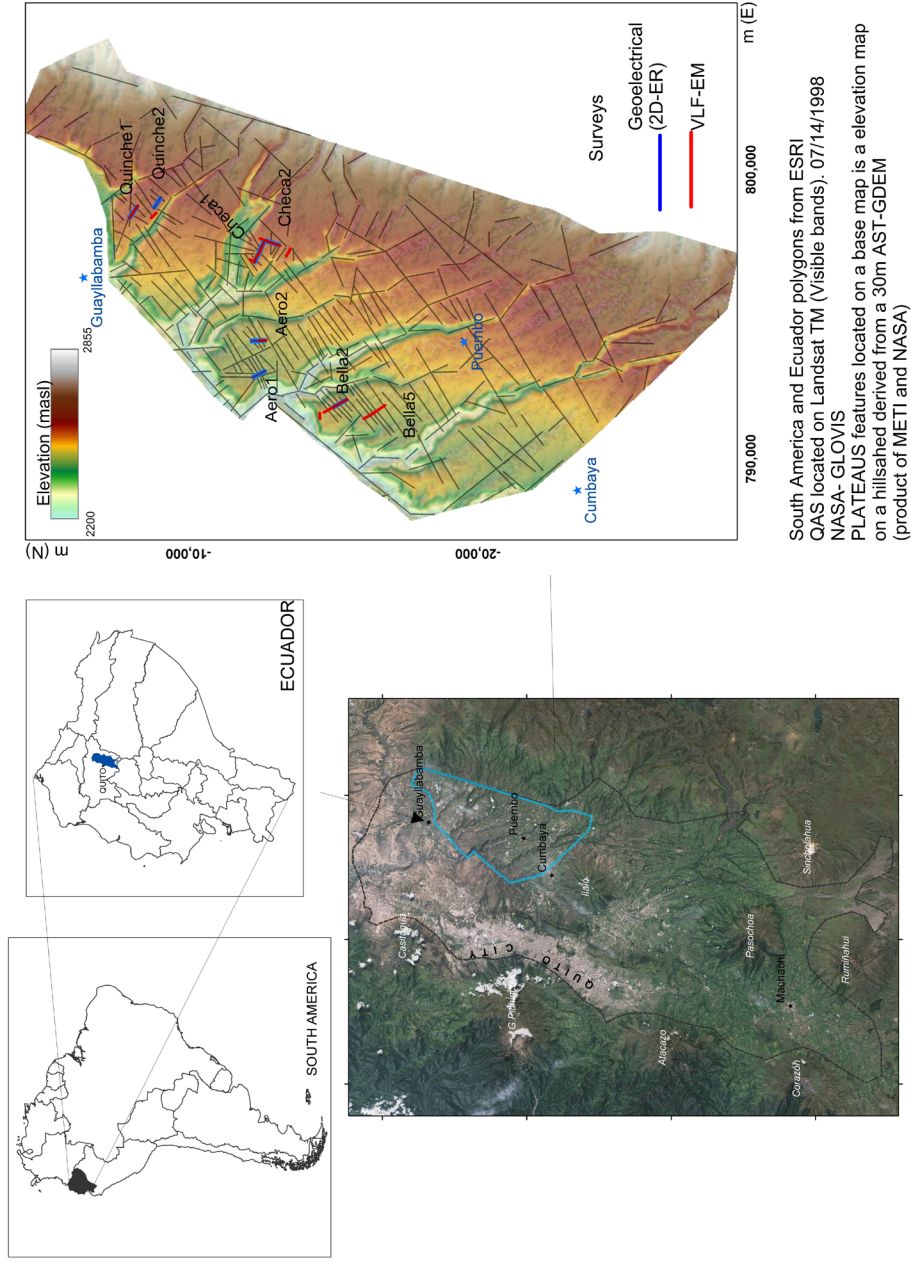 SOUTH AMERICA
ECUADOR
QUITO
Guayllabamba
Puembo
Cumbaya
Casitagua
QUITO CITY
Ilaló
Atacazo
Pasochoa
Machachi
Corazón
Rumiñahui
Sincholahua
m (N)
-10,000
-20,000
790,000
800,000
m (E)
Elevation (masl)
2200
2855
Guayllabamba
Quinche1
Quinche2
Checa1
Checa2
Aero2
Aero1
Bella2
Bella5
Puembo
Cumbaya
Surveys
Geoelectrical
(2D-ER)
VLF-EM
South America and Ecuador polygons from ESRI
QAS located on Landsat TM (Visible bands). 07/14/1998
NASA- GLOVIS
PLATEAUS features located on a base map is a elevation map
on a hillsahed derived from a 30m AST-GDEM
(product of METI and NASA)